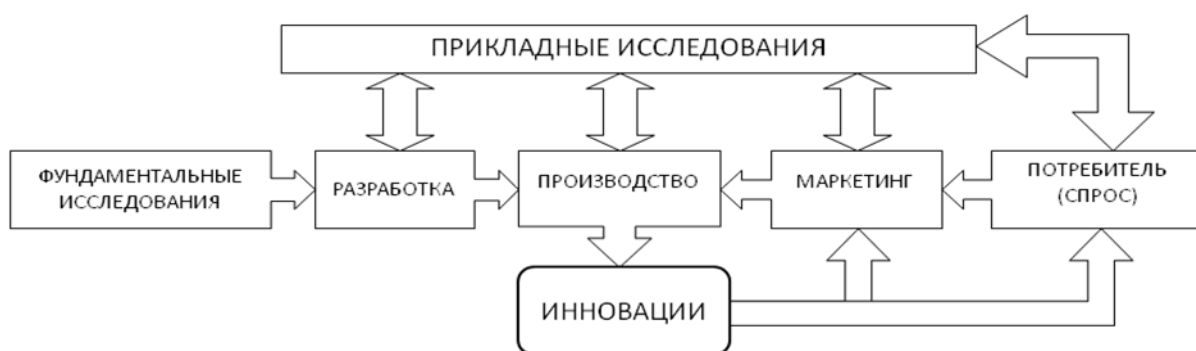 ПРИКЛАДНЫЕ ИССЛЕДОВАНИЯ
ФУНДАМЕНТАЛЬНЫЕ
ИССЛЕДОВАНИЯ
РАЗРАБОТКА
ПРОИЗВОДСТВО
МАРКЕТИНГ
ПОТРЕБИТЕЛЬ
(СПРОС)
ИННОВАЦИИ